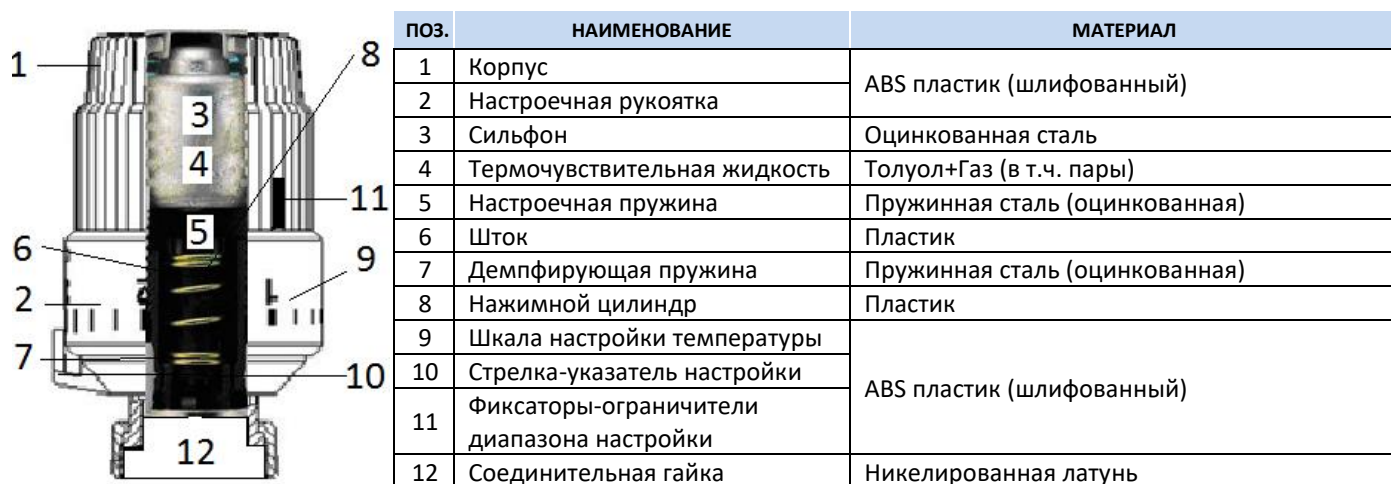 1
8
3
4
11
5
6
9
2
7
10
12
ПОЗ. НАИМЕНОВАНИЕ МАТЕРИАЛ
1 Корпус ABS пластик (шлифованный)
2 Настроечная рукоятка
3 Сильфон Оцинкованная сталь
4 Термочувствительная жидкость Толуол+Газ (в т.ч. пары)
5 Настроечная пружина Пружинная сталь (оцинкованная)
6 Шток Пластик
7 Демпфирующая пружина Пружинная сталь (оцинкованная)
8 Нажимной цилиндр Пластик
9 Шкала настройки температуры ABS пластик (шлифованный)
10 Стрелка-указатель настройки
11 Фиксаторы-ограничители
диапазона настройки
12 Соединительная гайка Никелированная латунь